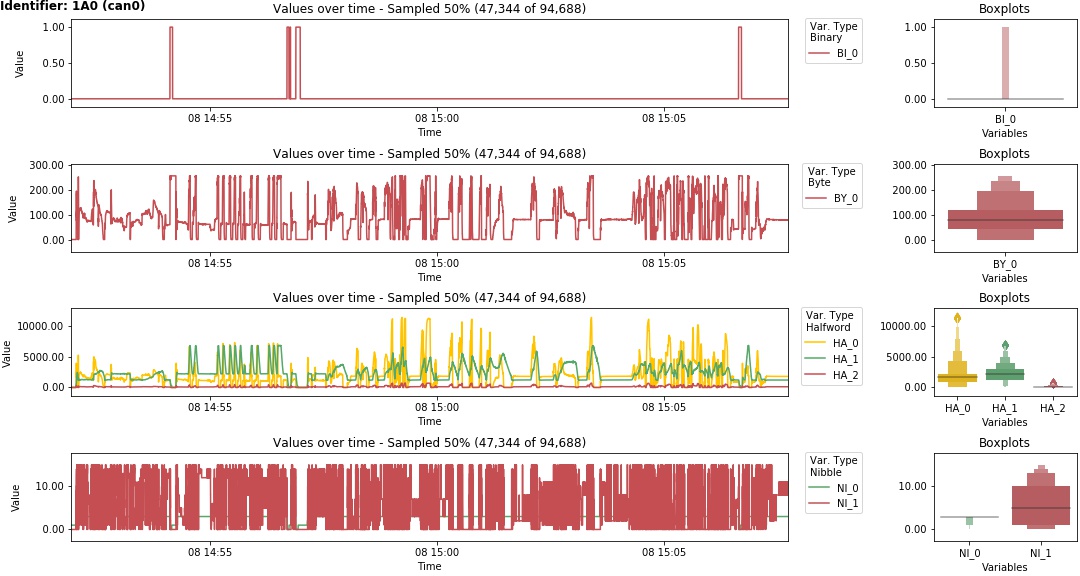 Identifier: 1A0 (can0)
Values over time - Sampled 50% (47,344 of 94,688)
Boxplots
Var. Type
Binary
BI_0
Value
1.00
0.50
0.00
1.00
0.50
0.00
08 14:55
08 15:00
08 15:05
BI_0
Time
Variables
Values over time - Sampled 50% (47,344 of 94,688)
Boxplots
Var. Type
Byte
BY_0
Value
300.00
200.00
100.00
0.00
300.00
200.00
100.00
0.00
08 14:55
08 15:00
08 15:05
BY_0
Time
Variables
Values over time - Sampled 50% (47,344 of 94,688)
Boxplots
Var. Type
Halfword
HA_0
HA_1
HA_2
Value
10000.00
5000.00
0.00
10000.00
5000.00
0.00
08 14:55
08 15:00
08 15:05
HA_0
HA_1
HA_2
Time
Variables
Values over time - Sampled 50% (47,344 of 94,688)
Boxplots
Var. Type
Nibble
NI_0
NI_1
Value
10.00
0.00
10.00
0.00
08 14:55
08 15:00
08 15:05
NI_0
NI_1
Time
Variables